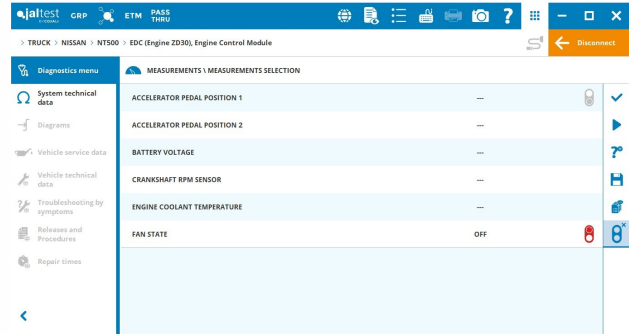 jaltest GRP ETM PASS THRU
> TRUCK > NISSAN > NT500 > EDC (Engine ZD30), Engine Control Module
Disconnect
Diagnostics menu
MEASUREMENTS \ MEASUREMENTS SELECTION
System technical data
Diagrams
Vehicle service data
Vehicle technical data
Troubleshooting by symptoms
Releases and Procedures
Repair times
ACCELERATOR PEDAL POSITION 1 ---
ACCELERATOR PEDAL POSITION 2 ---
BATTERY VOLTAGE ---
CRANKSHAFT RPM SENSOR ---
ENGINE COOLANT TEMPERATURE ---
FAN STATE OFF